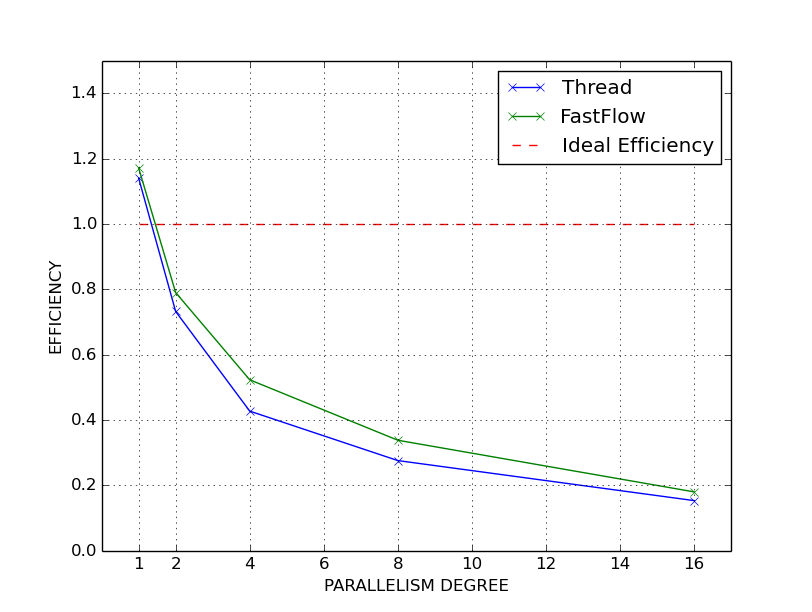 Thread
FastFlow
Ideal Efficiency
1.4
1.2
1.0
0.8
0.6
0.4
0.2
0.0
EFFICIENCY
1 2 4 6 8 10 12 14 16
PARALLELISM DEGREE